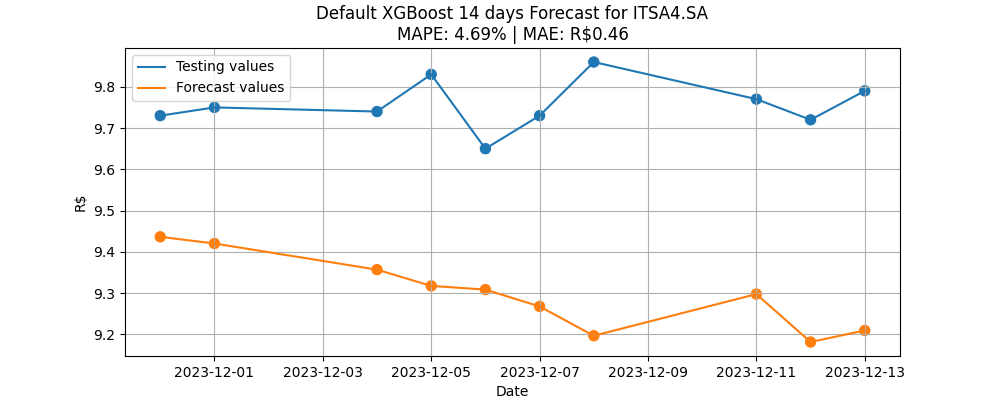 Default XGBoost 14 days Forecast for ITSA4.SA
MAPE: 4.69% | MAE: R$0.46
Testing values
Forecast values
9.8
9.7
9.6
9.5
9.4
9.3
9.2
R$
2023-12-01
2023-12-03
2023-12-05
2023-12-07
2023-12-09
2023-12-11
2023-12-13
Date